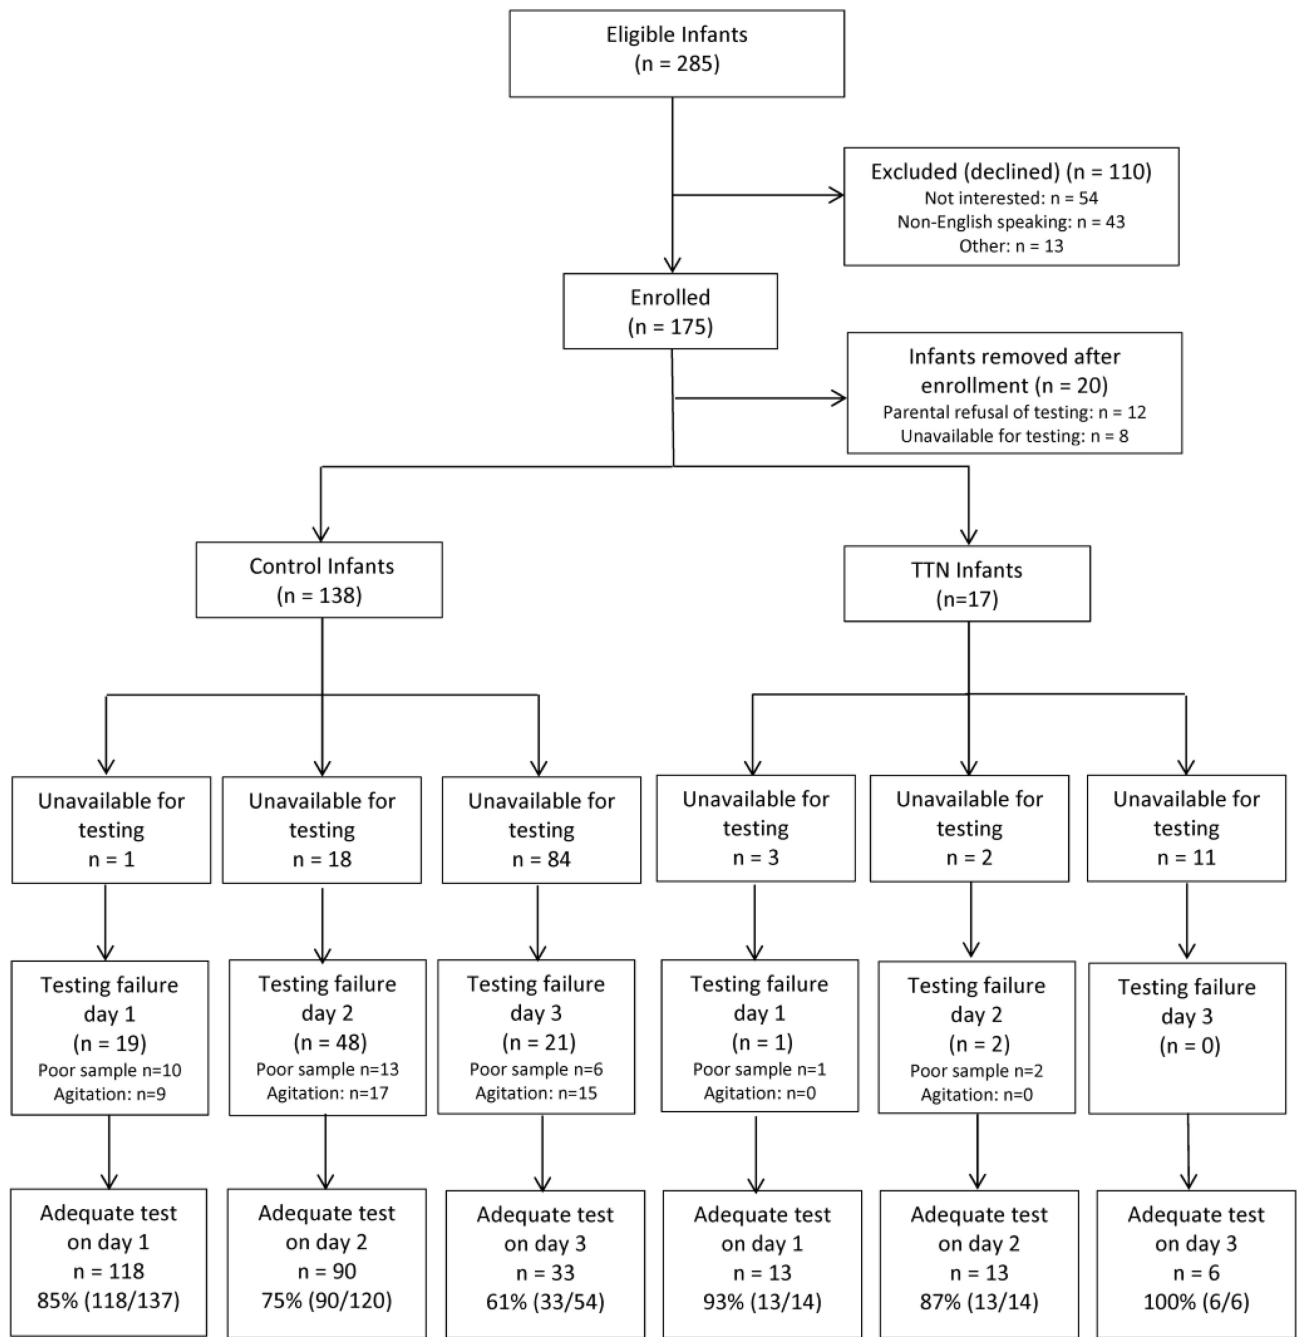 Eligible Infants
(n = 285)
Excluded (declined) (n = 110)
Not interested: n = 54
Non-English speaking: n = 43
Other: n = 13
Enrolled
(n = 175)
Infants removed after
enrollment (n = 20)
Parental refusal of testing: n = 12
Unavailable for testing: n = 8
Control Infants
(n = 138)
TTN Infants
(n=17)
Unavailable for
testing
n = 1
Unavailable for
testing
n = 18
Unavailable for
testing
n = 84
Unavailable for
testing
n = 3
Unavailable for
testing
n = 2
Unavailable for
testing
n = 11
Testing failure
day 1
(n = 19)
Poor sample n=10
Agitation: n=9
Testing failure
day 2
(n = 48)
Poor sample n=13
Agitation: n=17
Testing failure
day 3
(n = 21)
Poor sample n=6
Agitation: n=15
Testing failure
day 1
(n = 1)
Poor sample n=1
Agitation: n=0
Testing failure
day 2
(n = 2)
Poor sample n=2
Agitation: n=0
Testing failure
day 3
(n = 0)
Adequate test
on day 1
n = 118
85% (118/137)
Adequate test
on day 2
n = 90
75% (90/120)
Adequate test
on day 3
n = 33
61% (33/54)
Adequate test
on day 1
n = 13
93% (13/14)
Adequate test
on day 2
n = 13
87% (13/14)
Adequate test
on day 3
n = 6
100% (6/6)